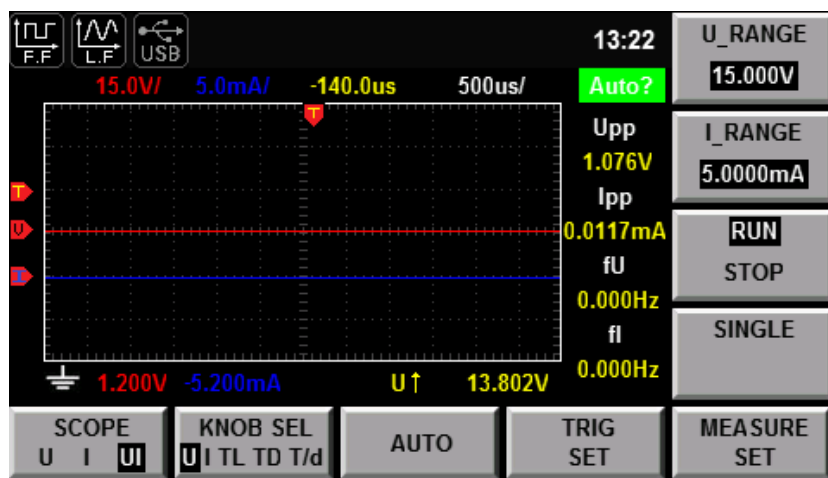 F.F L.F USB 13:22
15.0V/ 5.0mA/ -140.0us 500us/ Auto?
T
T
U
I
Upp
1.076V
Ipp
0.0117mA
fU
0.000Hz
fI
0.000Hz
1.200V -5.200mA U↑ 13.802V
U_RANGE
15.000V
I_RANGE
5.0000mA
RUN
STOP
SINGLE
SCOPE
U I UI
KNOB SEL
U I TL TD T/d
AUTO
TRIG
SET
MEASURE
SET